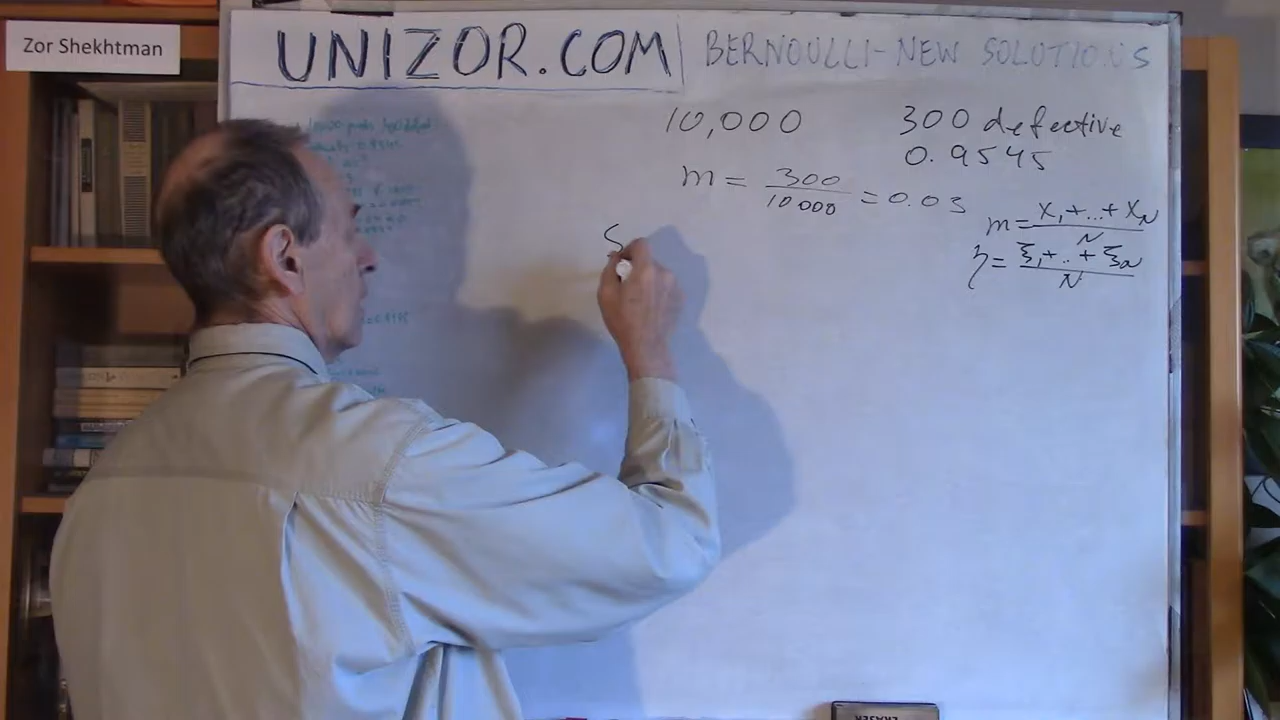 Zor Shekhtman
UNIZOR.COM | BERNOULLI-NEW SOLUTIONS
10,000 300 defective
0.9545
m = 300/10000 = 0.03
m = X₁+...+X_N / N
η = ξ₁+..+ξ_N / N
S
ERASER